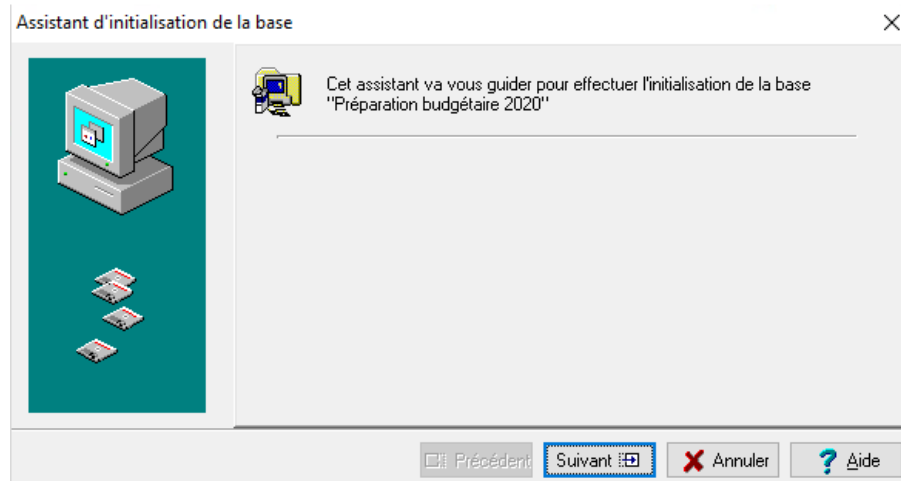 Assistant d'initialisation de la base
Cet assistant va vous guider pour effectuer l'initialisation de la base
"Préparation budgétaire 2020"
Précédent Suivant Annuler Aide